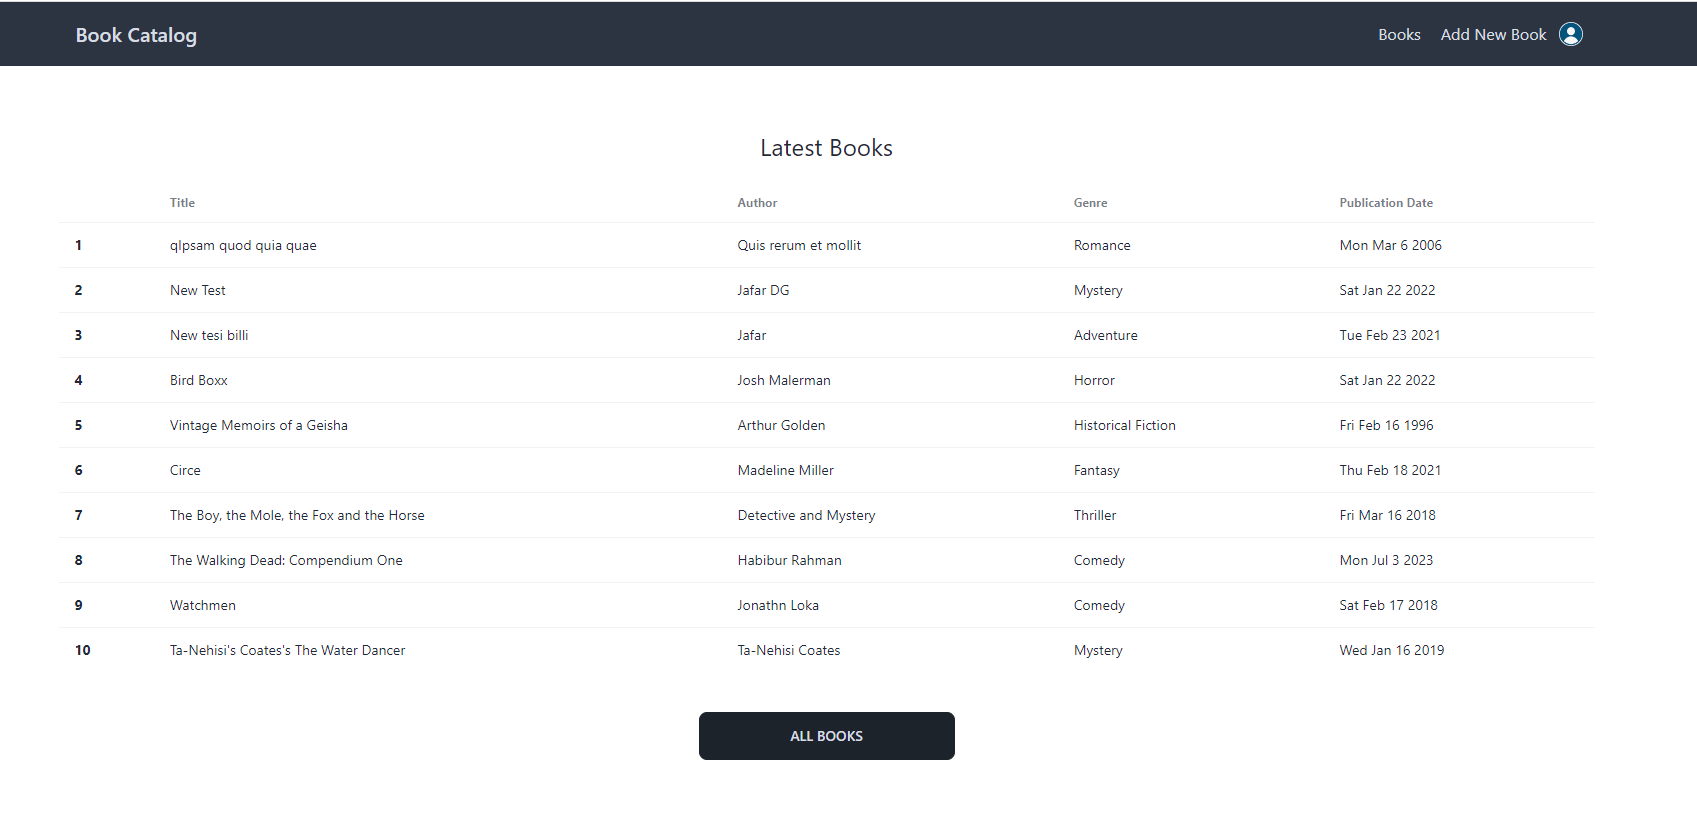 Book Catalog Books Add New Book
Latest Books
Title Author Genre Publication Date
1 qIpsam quod quia quae Quis rerum et mollit Romance Mon Mar 6 2006
2 New Test Jafar DG Mystery Sat Jan 22 2022
3 New tesi billi Jafar Adventure Tue Feb 23 2021
4 Bird Boxx Josh Malerman Horror Sat Jan 22 2022
5 Vintage Memoirs of a Geisha Arthur Golden Historical Fiction Fri Feb 16 1996
6 Circe Madeline Miller Fantasy Thu Feb 18 2021
7 The Boy, the Mole, the Fox and the Horse Detective and Mystery Thriller Fri Mar 16 2018
8 The Walking Dead: Compendium One Habibur Rahman Comedy Mon Jul 3 2023
9 Watchmen Jonathn Loka Comedy Sat Feb 17 2018
10 Ta-Nehisi's Coates's The Water Dancer Ta-Nehisi Coates Mystery Wed Jan 16 2019
ALL BOOKS